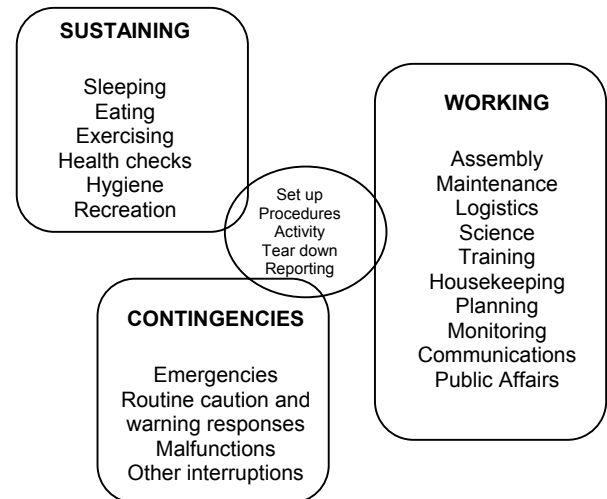 SUSTAINING
Sleeping
Eating
Exercising
Health checks
Hygiene
Recreation
WORKING
Assembly
Maintenance
Logistics
Science
Training
Housekeeping
Planning
Monitoring
Communications
Public Affairs
Set up
Procedures
Activity
Tear down
Reporting
CONTINGENCIES
Emergencies
Routine caution and
warning responses
Malfunctions
Other interruptions